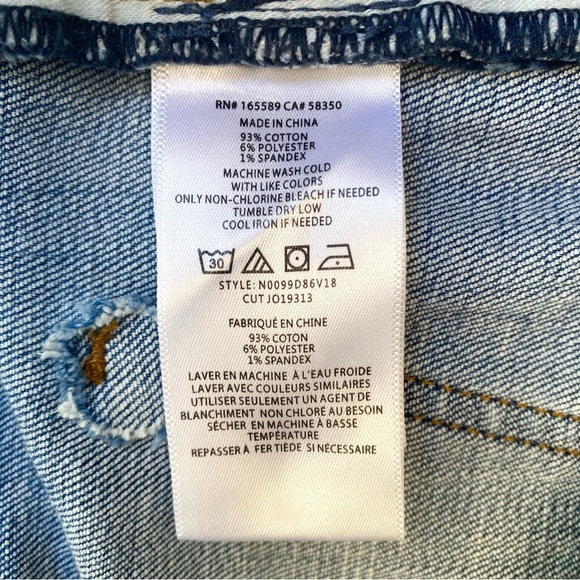 RN# 165589 CA# 58350
MADE IN CHINA
93% COTTON
6% POLYESTER
1% SPANDEX
MACHINE WASH COLD
WITH LIKE COLORS
ONLY NON-CHLORINE BLEACH IF NEEDED
TUMBLE DRY LOW
COOL IRON IF NEEDED
30
STYLE: N0099D86V18
CUT JO19313
FABRIQUÉ EN CHINE
93% COTON
6% POLYESTER
1% SPANDEX
LAVER EN MACHINE À L'EAU FROIDE
LAVER AVEC COULEURS SIMILAIRES
UTILISER SEULEMENT UN AGENT DE
BLANCHIMENT NON CHLORÉ AU BESOIN
SÉCHER EN MACHINE À BASSE
TEMPÉRATURE
REPASSER À FER TIÈDE SI NÉCESSAIRE